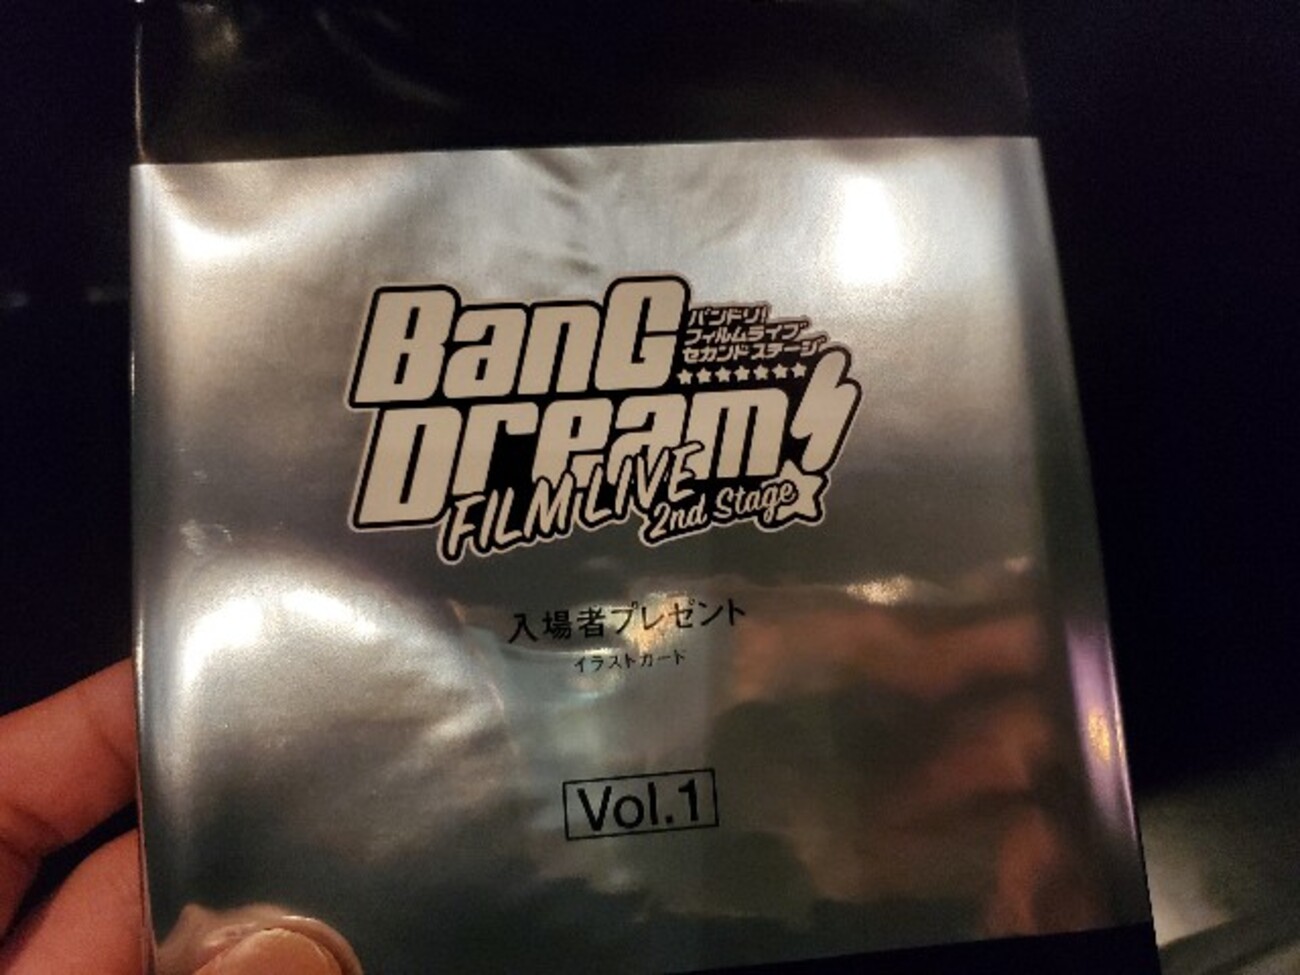 BanG
バンドリ!
フィルムライブ
セカンドステージ
Dream!
FILM LIVE
2nd Stage
入場者プレゼント
イラストカード
Vol.1